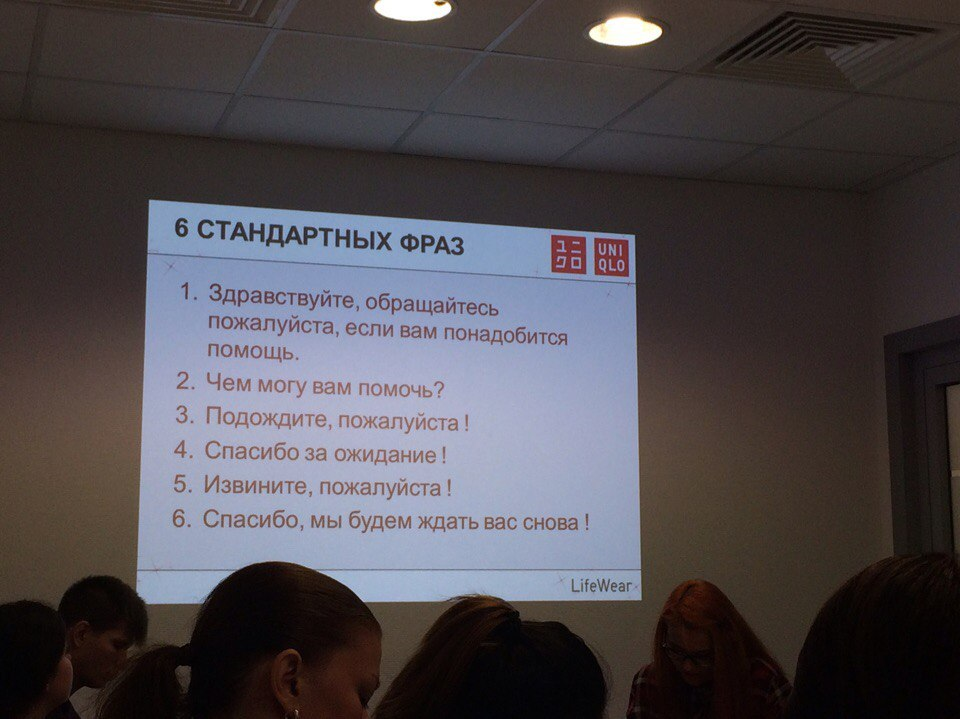 6 СТАНДАРТНЫХ ФРАЗ
ユニ
クロ
UNI
QLO
1. Здравствуйте, обращайтесь
пожалуйста, если вам понадобится
помощь.
2. Чем могу вам помочь?
3. Подождите, пожалуйста !
4. Спасибо за ожидание !
5. Извините, пожалуйста !
6. Спасибо, мы будем ждать вас снова !
LifeWear